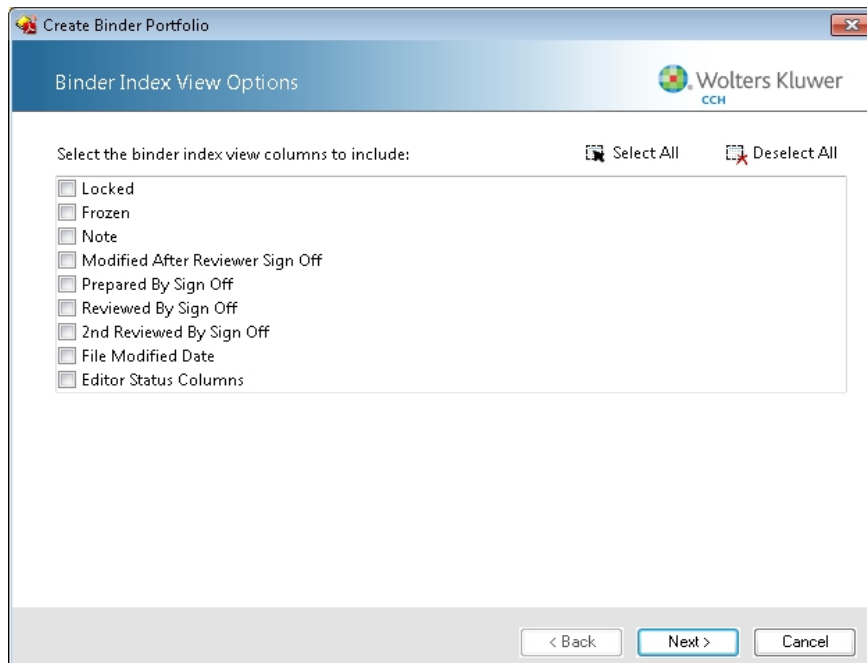 Create Binder Portfolio
Binder Index View Options
Wolters Kluwer
CCH
Select the binder index view columns to include:
Select All
Deselect All
Locked
Frozen
Note
Modified After Reviewer Sign Off
Prepared By Sign Off
Reviewed By Sign Off
2nd Reviewed By Sign Off
File Modified Date
Editor Status Columns
< Back
Next >
Cancel